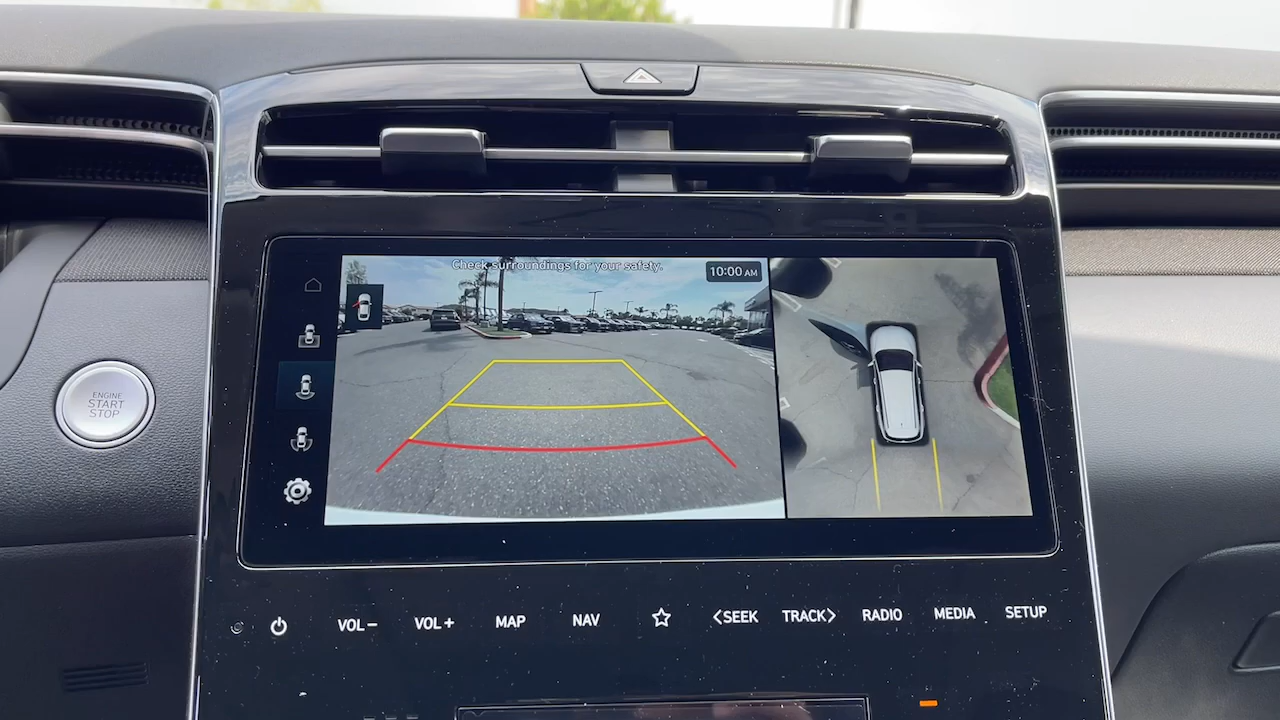 Check surroundings for your safety.
10:00 AM
ENGINE
START
STOP
VOL−
VOL+
MAP
NAV
<SEEK
TRACK>
RADIO
MEDIA
SETUP